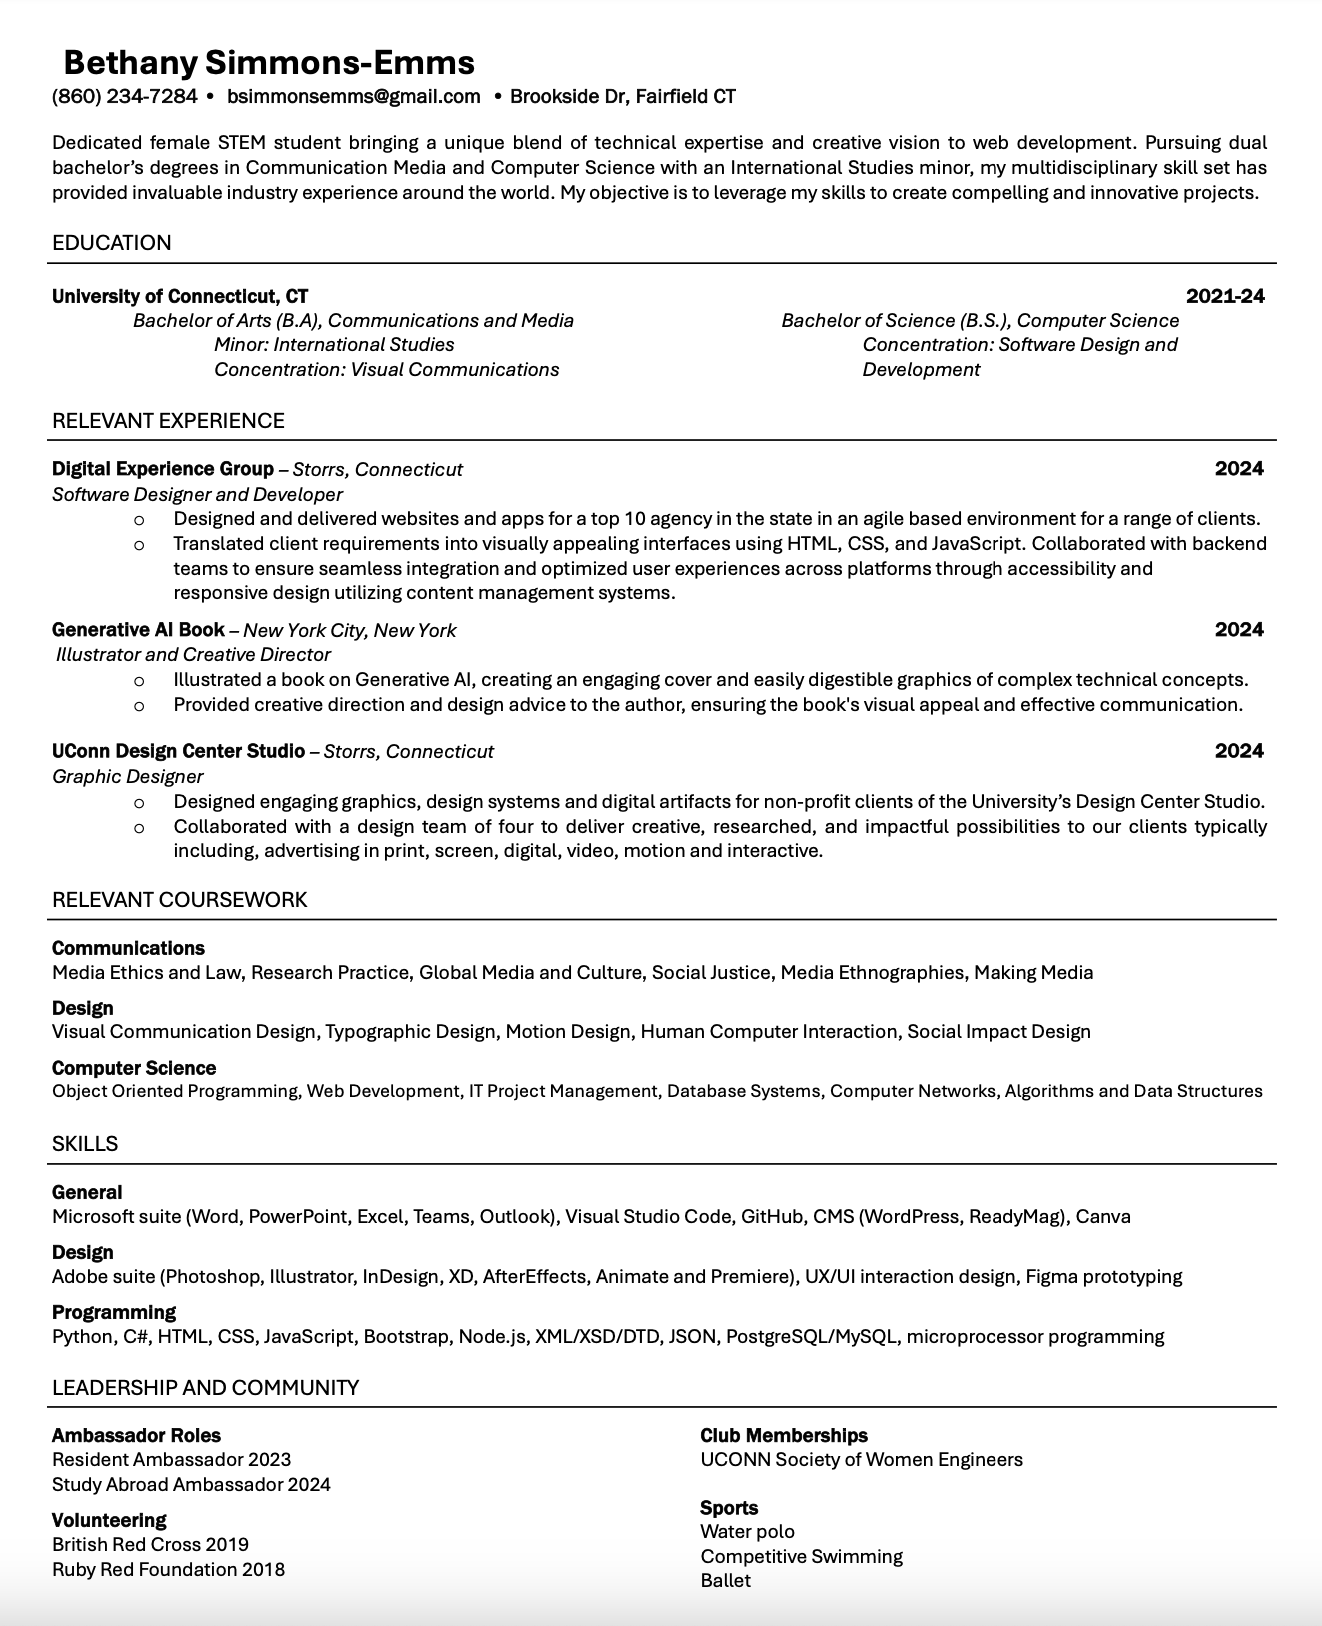 Bethany Simmons-Emms
(860) 234-7284 • bsimmonsemms@gmail.com • Brookside Dr, Fairfield CT
Dedicated female STEM student bringing a unique blend of technical expertise and creative vision to web development. Pursuing dual
bachelor’s degrees in Communication Media and Computer Science with an International Studies minor, my multidisciplinary skill set has
provided invaluable industry experience around the world. My objective is to leverage my skills to create compelling and innovative projects.
EDUCATION
University of Connecticut, CT 2021-24
Bachelor of Arts (B.A), Communications and Media Bachelor of Science (B.S.), Computer Science
Minor: International Studies Concentration: Software Design and
Concentration: Visual Communications Development
RELEVANT EXPERIENCE
Digital Experience Group – Storrs, Connecticut 2024
Software Designer and Developer
o Designed and delivered websites and apps for a top 10 agency in the state in an agile based environment for a range of clients.
o Translated client requirements into visually appealing interfaces using HTML, CSS, and JavaScript. Collaborated with backend
teams to ensure seamless integration and optimized user experiences across platforms through accessibility and
responsive design utilizing content management systems.
Generative AI Book – New York City, New York 2024
Illustrator and Creative Director
o Illustrated a book on Generative AI, creating an engaging cover and easily digestible graphics of complex technical concepts.
o Provided creative direction and design advice to the author, ensuring the book's visual appeal and effective communication.
UConn Design Center Studio – Storrs, Connecticut 2024
Graphic Designer
o Designed engaging graphics, design systems and digital artifacts for non-profit clients of the University’s Design Center Studio.
o Collaborated with a design team of four to deliver creative, researched, and impactful possibilities to our clients typically
including, advertising in print, screen, digital, video, motion and interactive.
RELEVANT COURSEWORK
Communications
Media Ethics and Law, Research Practice, Global Media and Culture, Social Justice, Media Ethnographies, Making Media
Design
Visual Communication Design, Typographic Design, Motion Design, Human Computer Interaction, Social Impact Design
Computer Science
Object Oriented Programming, Web Development, IT Project Management, Database Systems, Computer Networks, Algorithms and Data Structures
SKILLS
General
Microsoft suite (Word, PowerPoint, Excel, Teams, Outlook), Visual Studio Code, GitHub, CMS (WordPress, ReadyMag), Canva
Design
Adobe suite (Photoshop, Illustrator, InDesign, XD, AfterEffects, Animate and Premiere), UX/UI interaction design, Figma prototyping
Programming
Python, C#, HTML, CSS, JavaScript, Bootstrap, Node.js, XML/XSD/DTD, JSON, PostgreSQL/MySQL, microprocessor programming
LEADERSHIP AND COMMUNITY
Ambassador Roles
Resident Ambassador 2023
Study Abroad Ambassador 2024
Volunteering
British Red Cross 2019
Ruby Red Foundation 2018
Club Memberships
UCONN Society of Women Engineers
Sports
Water polo
Competitive Swimming
Ballet